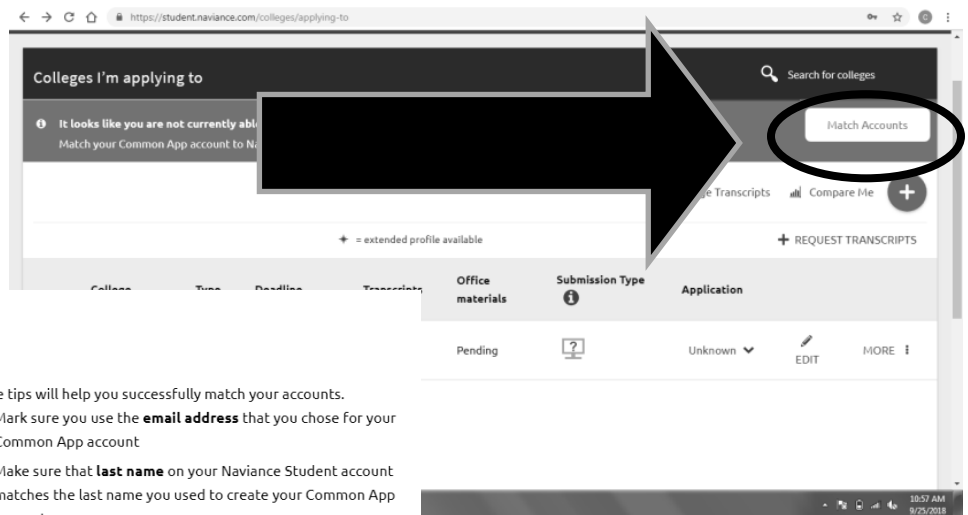 https://student.naviance.com/colleges/applying-to
Colleges I'm applying to
Search for colleges
It looks like you are not currently
Match your Common App account to
Match Accounts
Transcripts
Compare Me
= extended profile available
+ REQUEST TRANSCRIPTS
College Type Deadline Transcripts Office materials Submission Type Application
Pending ? Unknown EDIT MORE
tips will help you successfully match your accounts.
Mark sure you use the email address that you chose for your
Common App account
Make sure that last name on your Naviance Student account
matches the last name you used to create your Common App
10:57 AM
9/25/2018